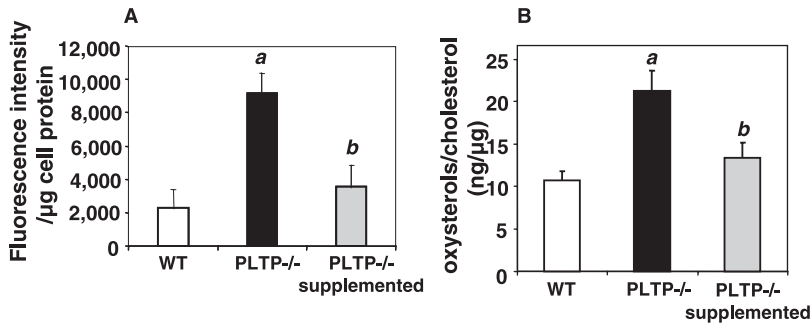 A
Fluorescence intensity
/µg cell protein
12,000
10,000
8,000
6,000
4,000
2,000
0
a
b
WT
PLTP-/-
PLTP-/-
supplemented
B
oxysterols/cholesterol
(ng/µg)
25
20
15
10
5
0
a
b
WT
PLTP-/-
PLTP-/-
supplemented